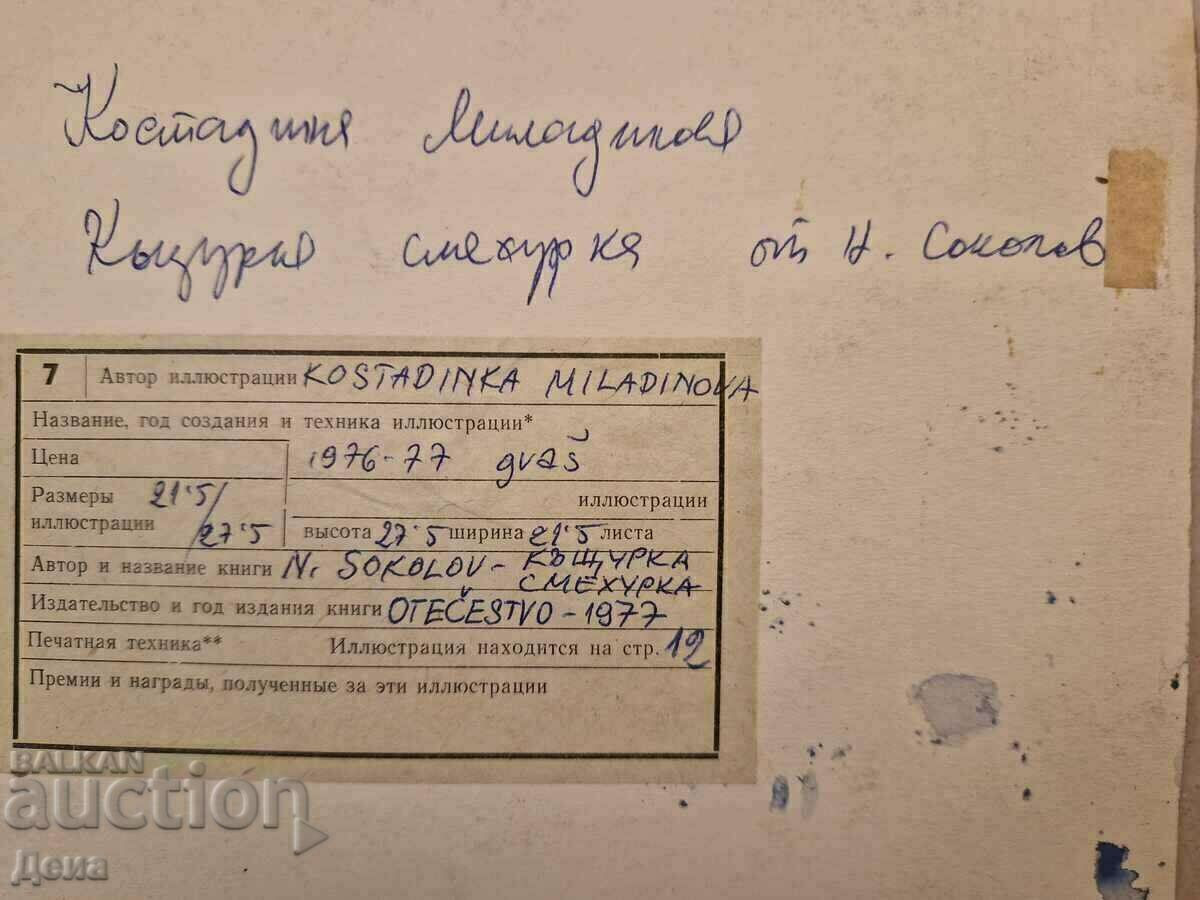 Костадинка Миладинова
Къщурка смехурка от Н. Соколов
7 Автор иллюстрации KOSTADINKA MILADINOVA
Название, год создания и техника иллюстрации*
Цена 1976-77 gvaš
Размеры 21'5/ иллюстрации
иллюстрации /27'5 высота 27'5 ширина 21'5 листа
Автор и название книги N. SOKOLOV - КЪЩУРКА
СМЕХУРКА
Издательство и год издания книги OTEČESTVO - 1977
Печатная техника** Иллюстрация находится на стр. 12
Премии и награды, полученные за эти иллюстрации
BALKAN
auction
Деиа